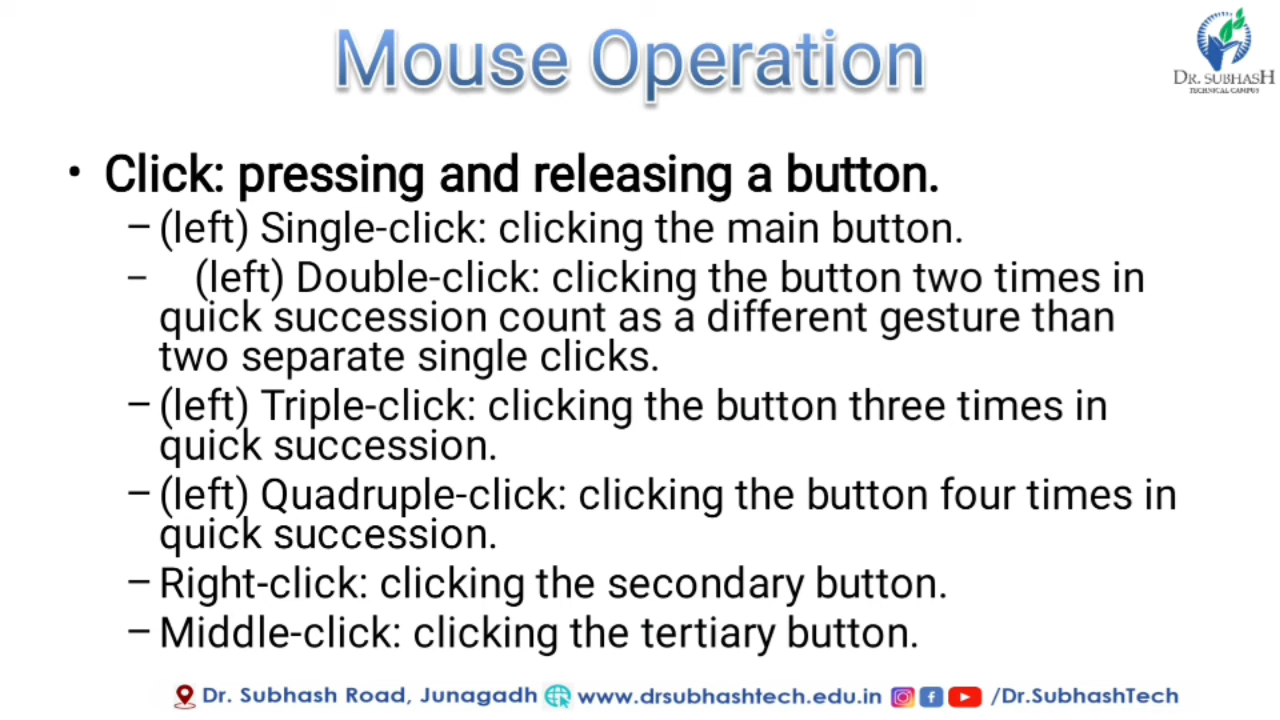 Mouse Operation
DR. SUBHASH
TECHNICAL CAMPUS
• Click: pressing and releasing a button.
– (left) Single-click: clicking the main button.
– (left) Double-click: clicking the button two times in
quick succession count as a different gesture than
two separate single clicks.
– (left) Triple-click: clicking the button three times in
quick succession.
– (left) Quadruple-click: clicking the button four times in
quick succession.
– Right-click: clicking the secondary button.
– Middle-click: clicking the tertiary button.
Dr. Subhash Road, Junagadh www.drsubhashtech.edu.in /Dr.SubhashTech